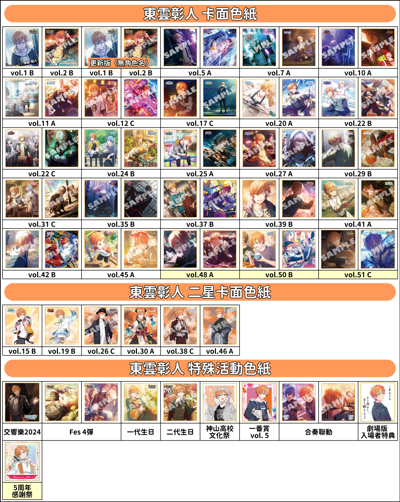 東雲彰人 卡面色紙
更新版（無角色名）
vol.1 B vol.2 B vol.1 B vol.2 B vol.5 A vol.7 A vol.10 A
vol.11 A vol.12 C vol.17 C vol.20 A vol.22 B
vol.22 C vol.24 B vol.25 A vol.27 A vol.29 B
vol.31 C vol.35 B vol.37 B vol.39 B vol.41 A
vol.42 B vol.45 A vol.48 A vol.50 B vol.51 C
東雲彰人 二星卡面色紙
vol.15 B vol.19 B vol.26 C vol.30 A vol.38 C vol.46 A
東雲彰人 特殊活動色紙
交響樂2024 Fes 4彈 一代生日 二代生日 神山高校 文化祭 一番賞 vol. 5 合奏聯動 劇場版 入場者特典
5周年
感謝祭